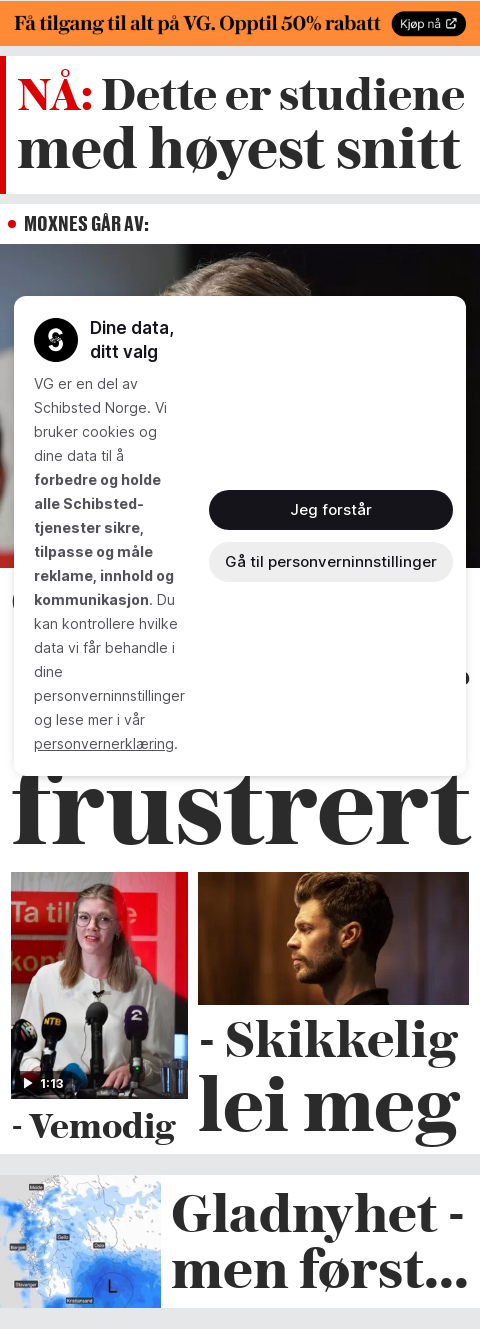 Få tilgang til alt på VG. Opptil 50% rabatt
Kjøp nå
NÅ: Dette er studiene
med høyest snitt
MOXNES GÅR AV:
Dine data,
ditt valg
VG er en del av
Schibsted Norge. Vi
bruker cookies og
dine data til å
forbedre og holde
alle Schibsted-
tjenester sikre,
tilpasse og måle
reklame, innhold og
kommunikasjon. Du
kan kontrollere hvilke
data vi får behandle i
dine
personverninnstillinger
og lese mer i vår
personvernerklæring.
Jeg forstår
Gå til personverninnstillinger
frustrert
Ta til
NTB
2
1:13
- Vemodig
- Skikkelig
lei meg
Molde
Geilo
Bergen
Oslo
Stavanger
L
Kristiansand
Gladnyhet -
men først...